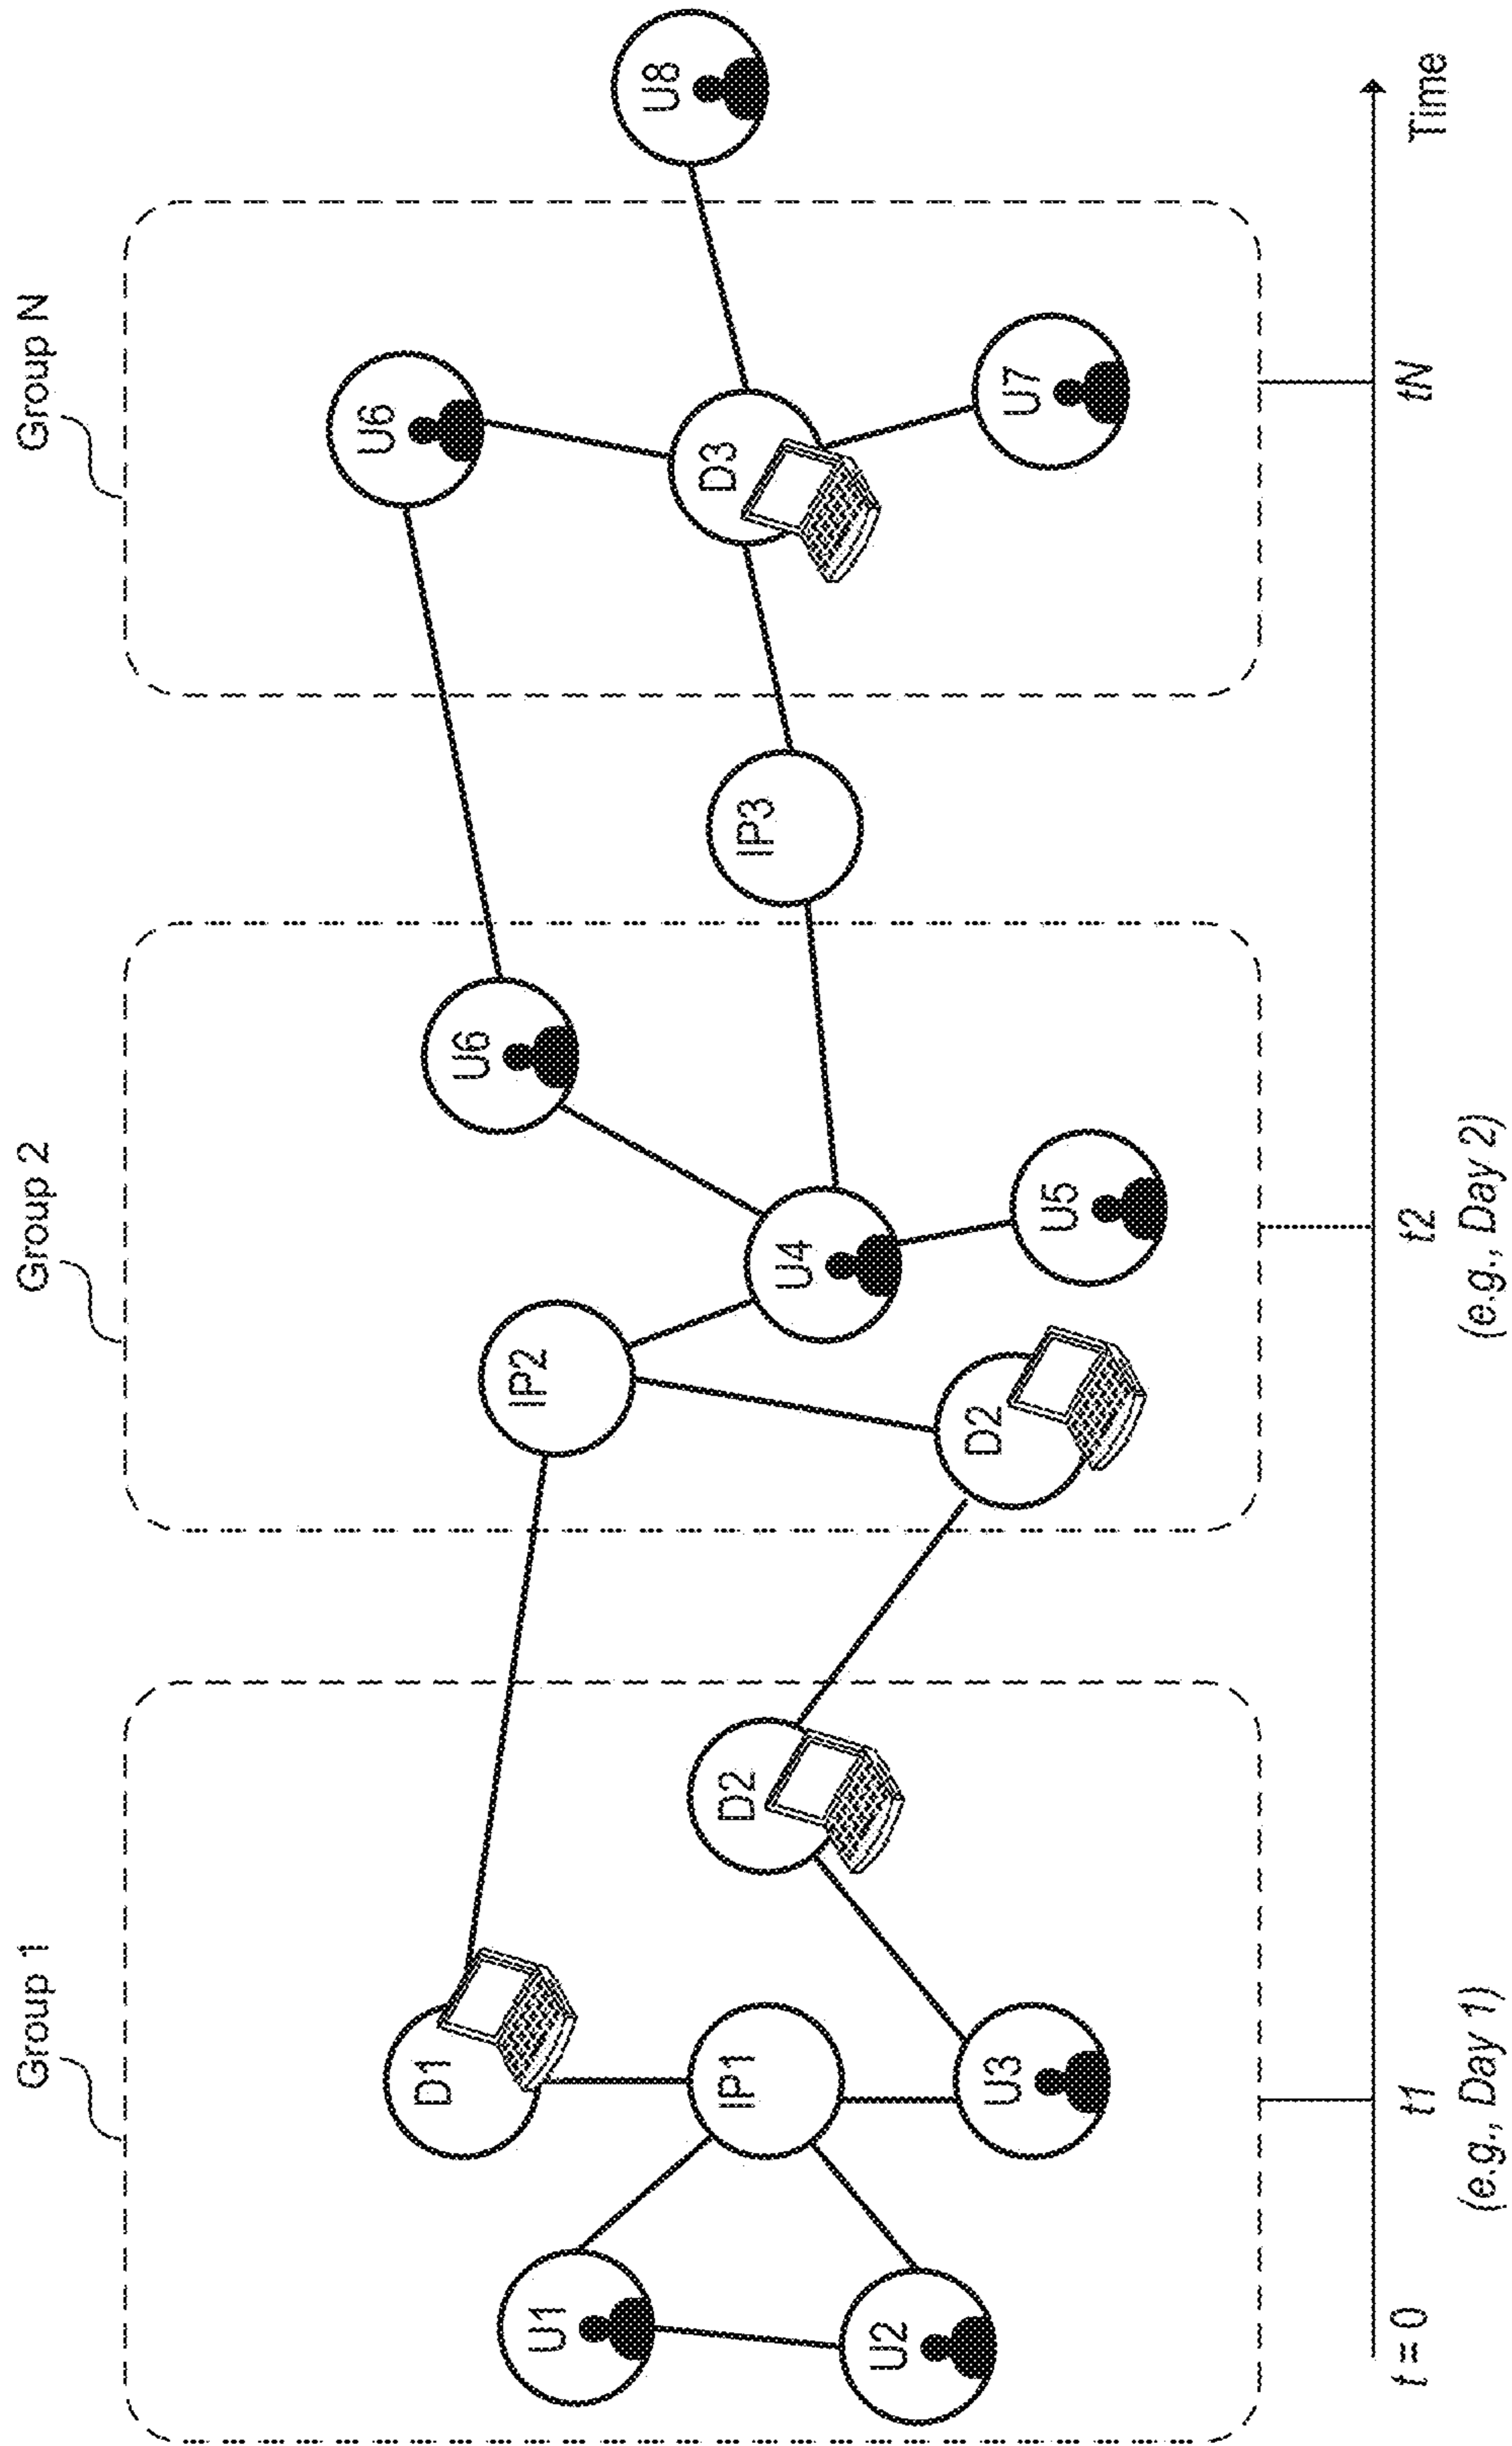 Group 1
Group 2
Group N
D1
U1
IP1
D2
U2
U3
IP2
U6
U4
D2
U5
IP3
U6
D3
U7
U8
t = 0
t1
t2
tN
Time
(e.g., Day 1)
(e.g., Day 2)